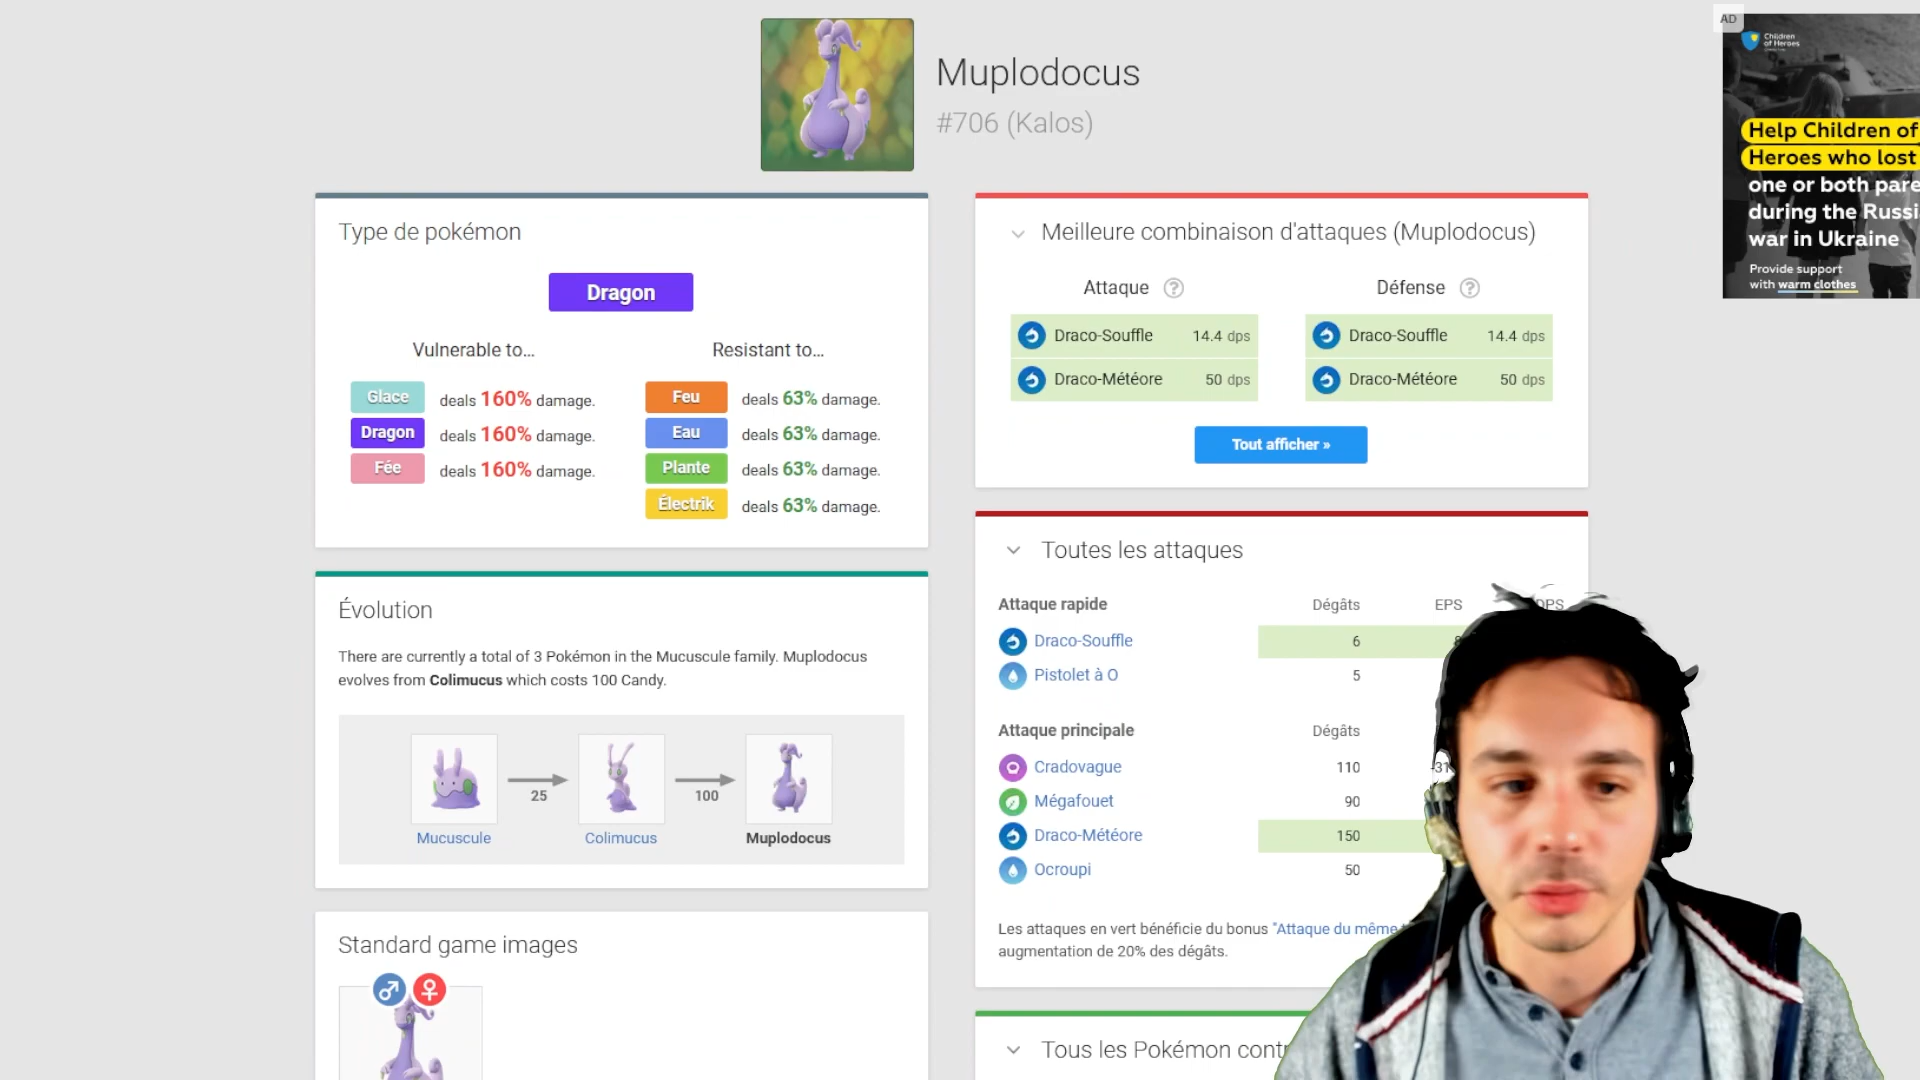 Muplodocus
#706 (Kalos)
AD
Children
of Heroes
Help Children of
Heroes who lost
one or both pare
during the Russi
war in Ukraine
Provide support
with warm clothes
Type de pokémon
Dragon
Vulnerable to...
Glace deals 160% damage.
Dragon deals 160% damage.
Fée deals 160% damage.
Resistant to...
Feu deals 63% damage.
Eau deals 63% damage.
Plante deals 63% damage.
Électrik deals 63% damage.
Évolution
There are currently a total of 3 Pokémon in the Mucuscule family. Muplodocus
evolves from Colimucus which costs 100 Candy.
25
100
Mucuscule
Colimucus
Muplodocus
Standard game images
Meilleure combinaison d'attaques (Muplodocus)
Attaque ?
Draco-Souffle 14.4 dps
Draco-Météore 50 dps
Défense ?
Draco-Souffle 14.4 dps
Draco-Météore 50 dps
Tout afficher »
Toutes les attaques
Attaque rapide Dégâts EPS DPS
Draco-Souffle 6
Pistolet à O 5
Attaque principale Dégâts
Cradovague 110
Mégafouet 90
Draco-Météore 150
Ocroupi 50
Les attaques en vert bénéficie du bonus "Attaque du même
augmentation de 20% des dégâts.
Tous les Pokémon contr